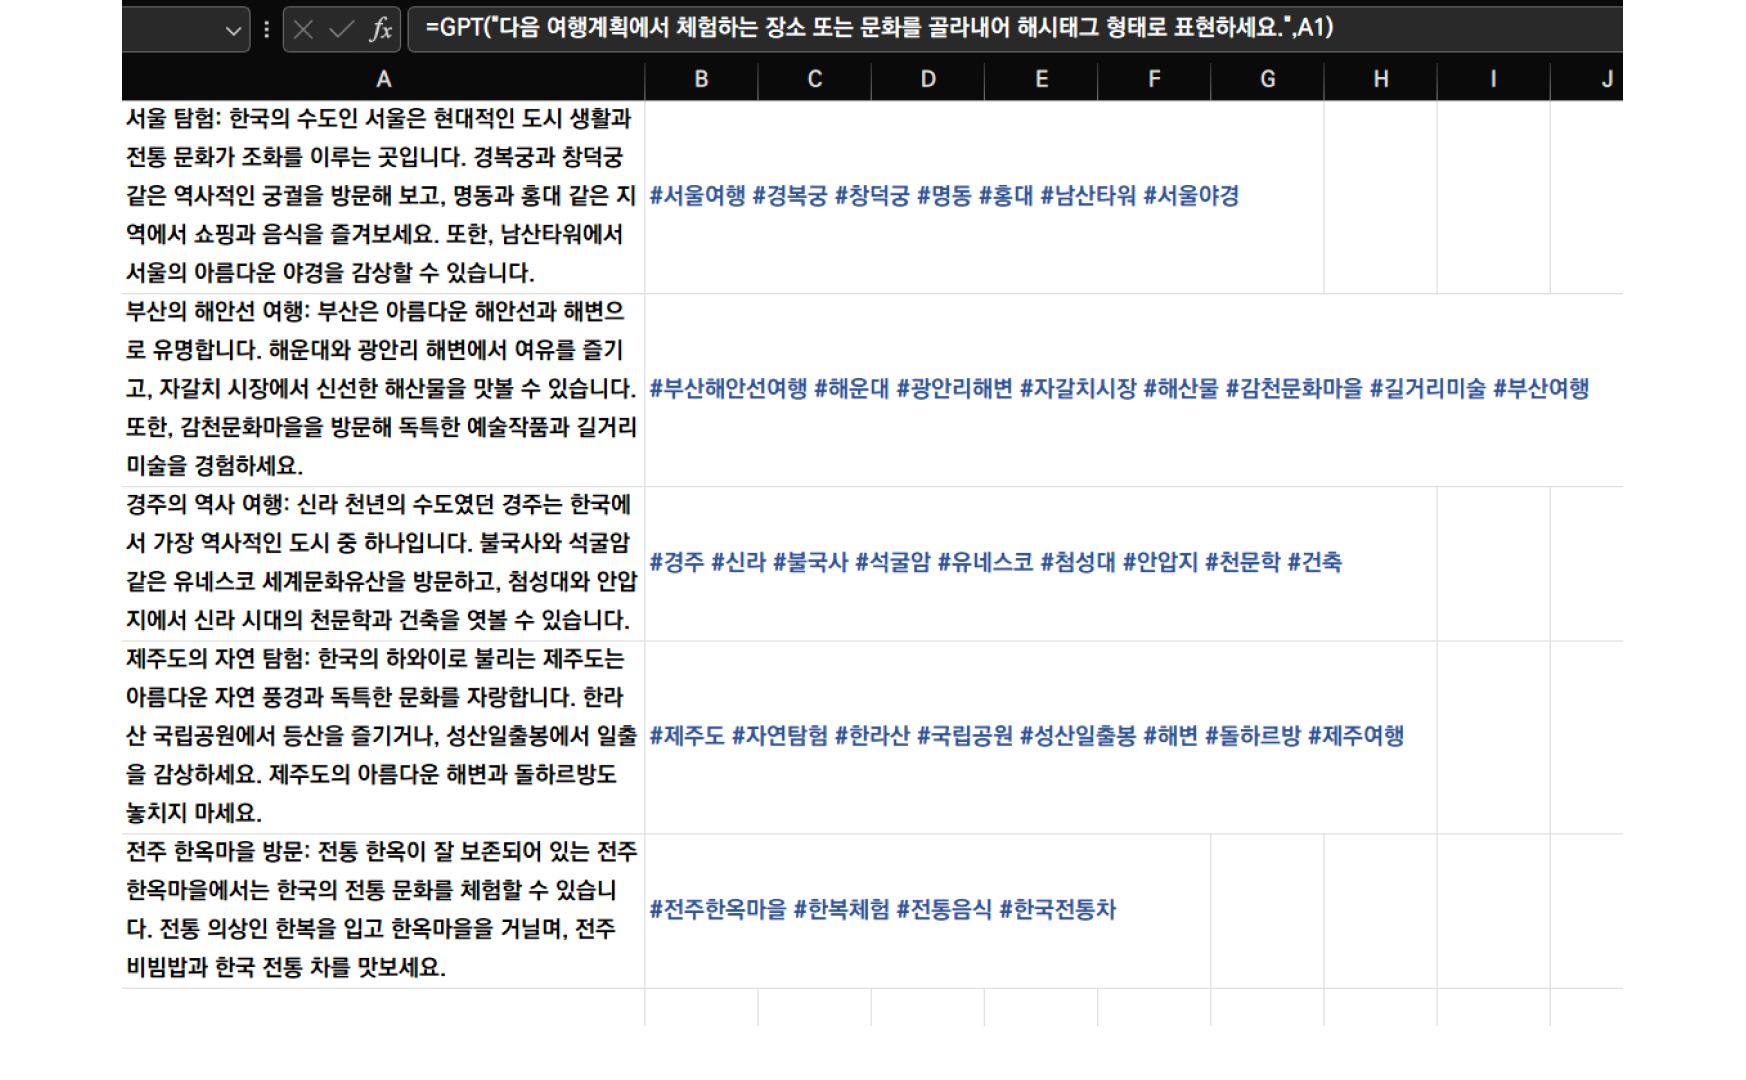 =GPT("다음 여행계획에서 체험하는 장소 또는 문화를 골라내어 해시태그 형태로 표현하세요.",A1)
A B C D E F G H I J
서울 탐험: 한국의 수도인 서울은 현대적인 도시 생활과
전통 문화가 조화를 이루는 곳입니다. 경복궁과 창덕궁
같은 역사적인 궁궐을 방문해 보고, 명동과 홍대 같은 지
역에서 쇼핑과 음식을 즐겨보세요. 또한, 남산타워에서
서울의 아름다운 야경을 감상할 수 있습니다.
#서울여행 #경복궁 #창덕궁 #명동 #홍대 #남산타워 #서울야경
부산의 해안선 여행: 부산은 아름다운 해안선과 해변으
로 유명합니다. 해운대와 광안리 해변에서 여유를 즐기
고, 자갈치 시장에서 신선한 해산물을 맛볼 수 있습니다.
또한, 감천문화마을을 방문해 독특한 예술작품과 길거리
미술을 경험하세요.
#부산해안선여행 #해운대 #광안리해변 #자갈치시장 #해산물 #감천문화마을 #길거리미술 #부산여행
경주의 역사 여행: 신라 천년의 수도였던 경주는 한국에
서 가장 역사적인 도시 중 하나입니다. 불국사와 석굴암
같은 유네스코 세계문화유산을 방문하고, 첨성대와 안압
지에서 신라 시대의 천문학과 건축을 엿볼 수 있습니다.
#경주 #신라 #불국사 #석굴암 #유네스코 #첨성대 #안압지 #천문학 #건축
제주도의 자연 탐험: 한국의 하와이로 불리는 제주도는
아름다운 자연 풍경과 독특한 문화를 자랑합니다. 한라
산 국립공원에서 등산을 즐기거나, 성산일출봉에서 일출
을 감상하세요. 제주도의 아름다운 해변과 돌하르방도
놓치지 마세요.
#제주도 #자연탐험 #한라산 #국립공원 #성산일출봉 #해변 #돌하르방 #제주여행
전주 한옥마을 방문: 전통 한옥이 잘 보존되어 있는 전주
한옥마을에서는 한국의 전통 문화를 체험할 수 있습니
다. 전통 의상인 한복을 입고 한옥마을을 거닐며, 전주
비빔밥과 한국 전통 차를 맛보세요.
#전주한옥마을 #한복체험 #전통음식 #한국전통차